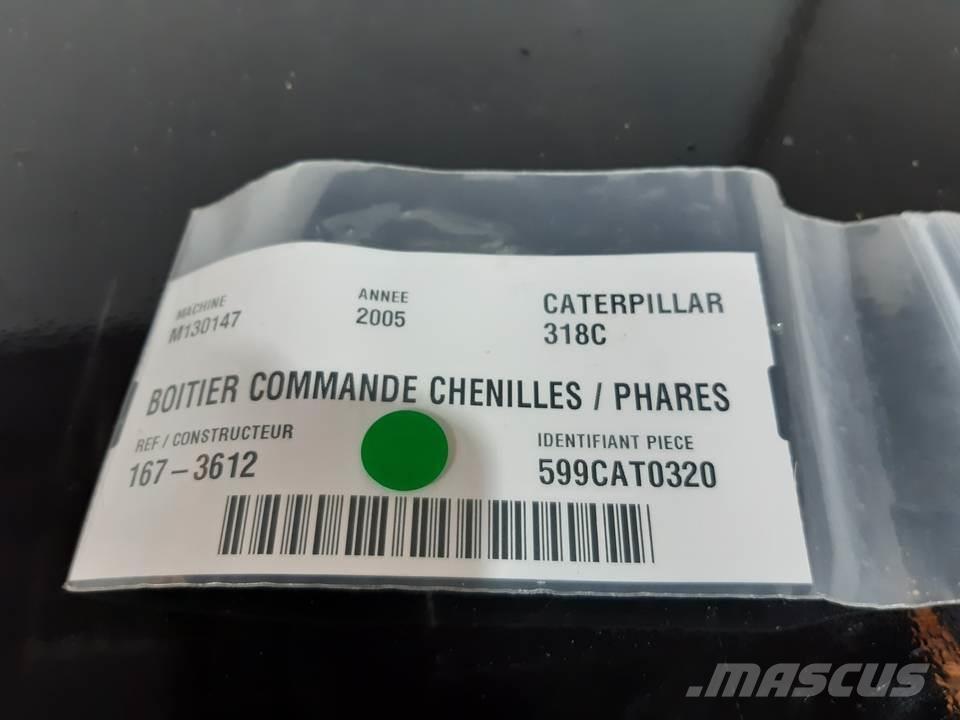 MACHINE
M130147
ANNEE
2005
CATERPILLAR
318C
BOITIER COMMANDE CHENILLES / PHARES
REF / CONSTRUCTEUR
167-3612
IDENTIFIANT PIECE
599CAT0320
.MASCUS